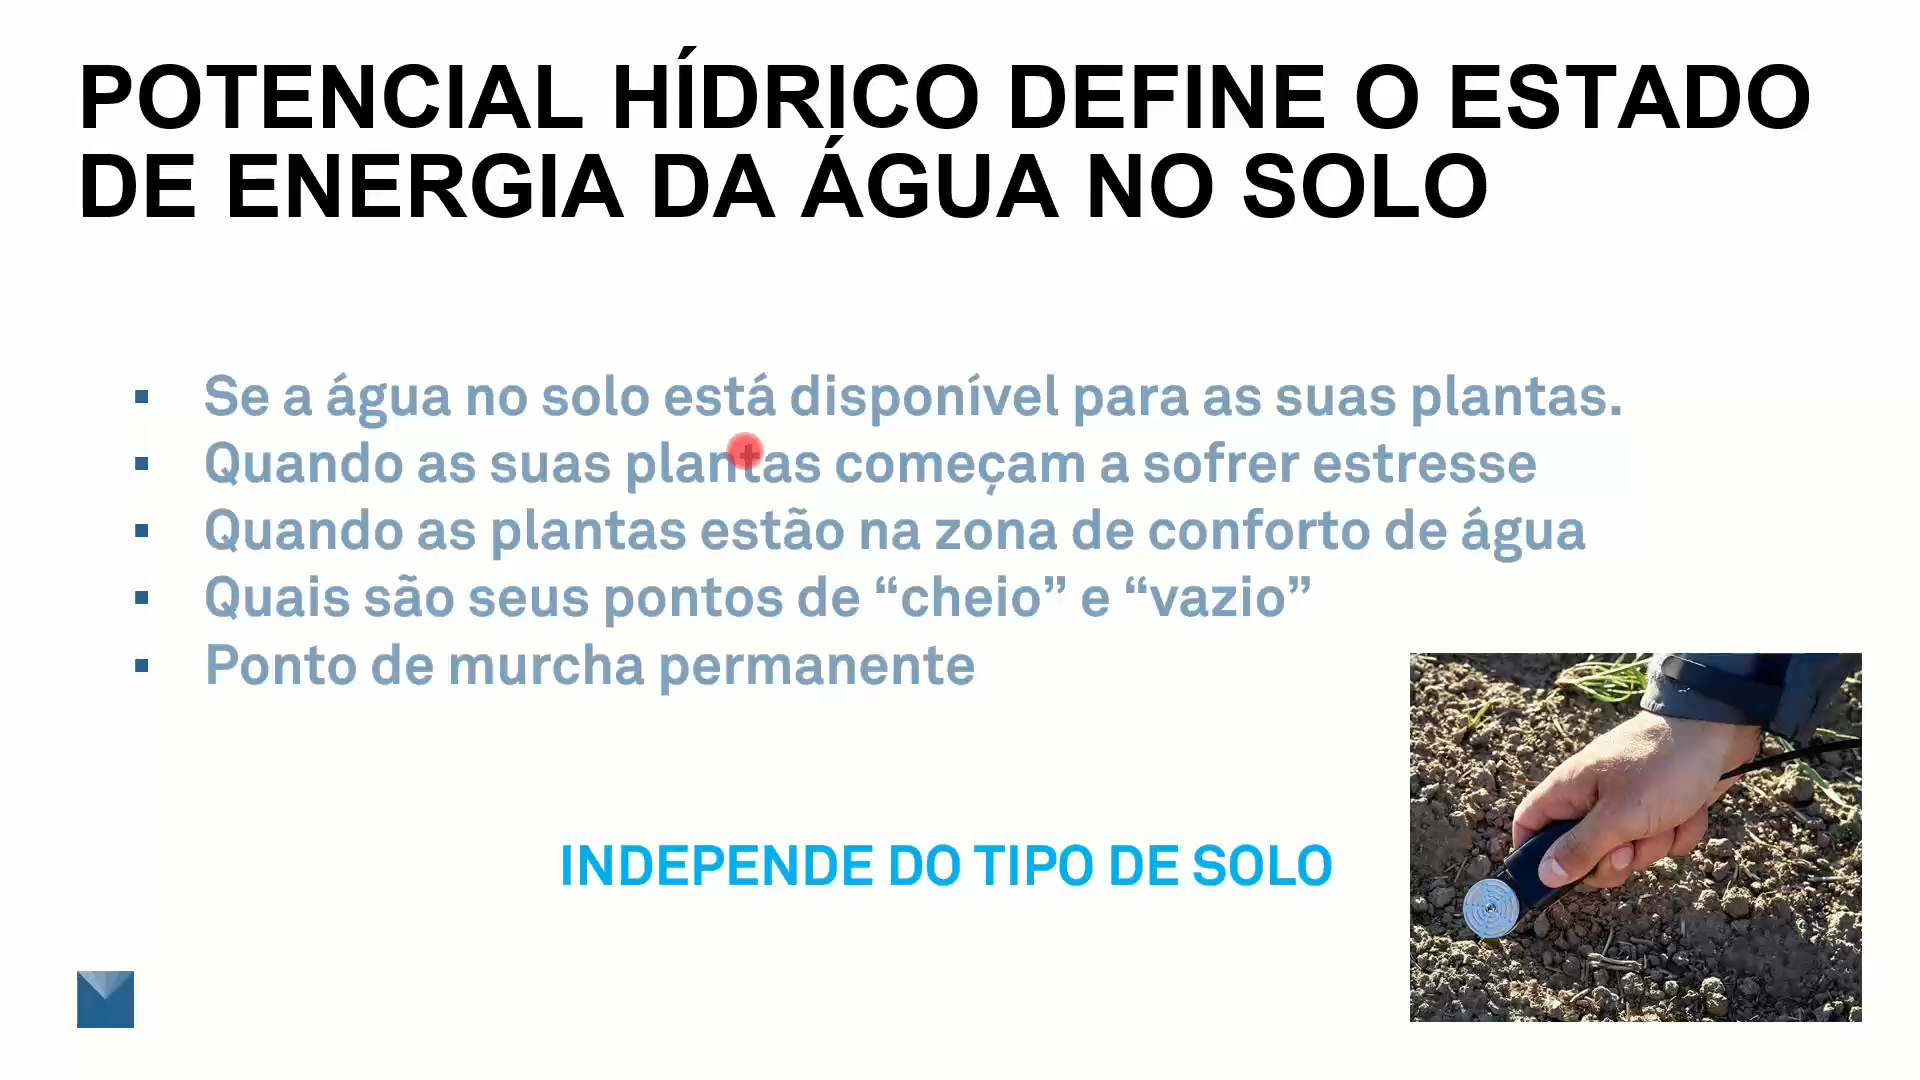 POTENCIAL HÍDRICO DEFINE O ESTADO
DE ENERGIA DA ÁGUA NO SOLO
▪ Se a água no solo está disponível para as suas plantas.
▪ Quando as suas plantas começam a sofrer estresse
▪ Quando as plantas estão na zona de conforto de água
▪ Quais são seus pontos de “cheio” e “vazio”
▪ Ponto de murcha permanente
INDEPENDE DO TIPO DE SOLO